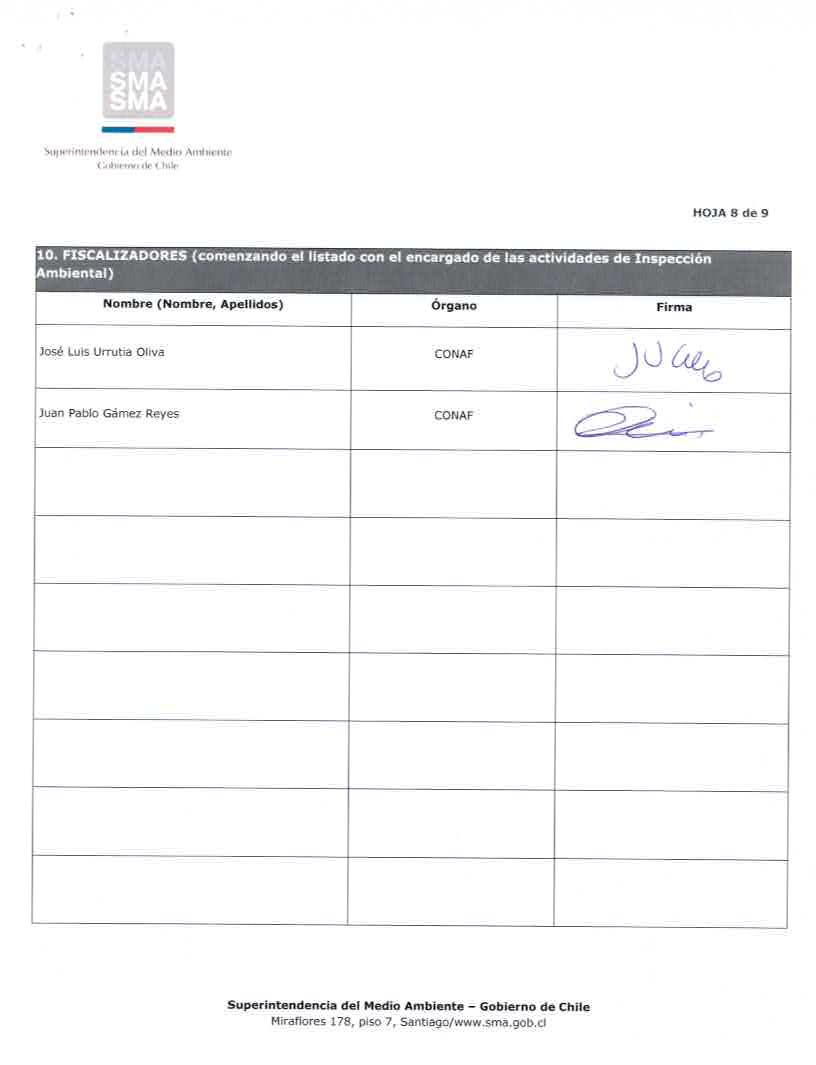 SMA
SMA
SMA
Superintendencia del Medio Ambiente
Gobierno de Chile
HOJA 8 de 9
10. FISCALIZADORES (comenzando el listado con el encargado de las actividades de Inspección
Ambiental)
Nombre (Nombre, Apellidos) Órgano Firma
José Luis Urrutia Oliva CONAF
Juan Pablo Gámez Reyes CONAF
Superintendencia del Medio Ambiente – Gobierno de Chile
Miraflores 178, piso 7, Santiago/www.sma.gob.cl